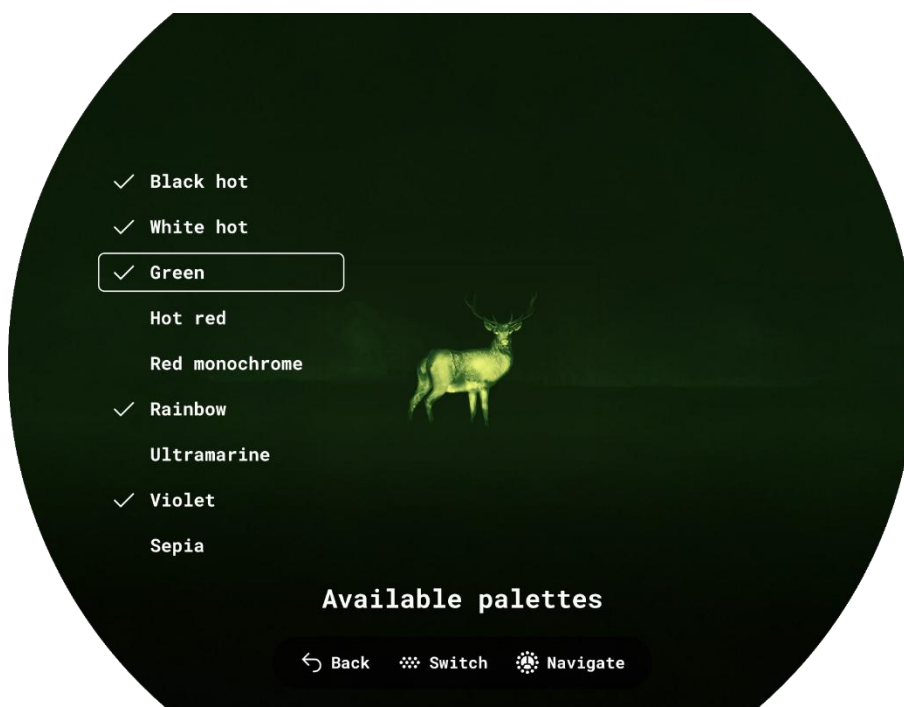 Black hot
White hot
Green
Hot red
Red monochrome
Rainbow
Ultramarine
Violet
Sepia
Available palettes
Back Switch Navigate